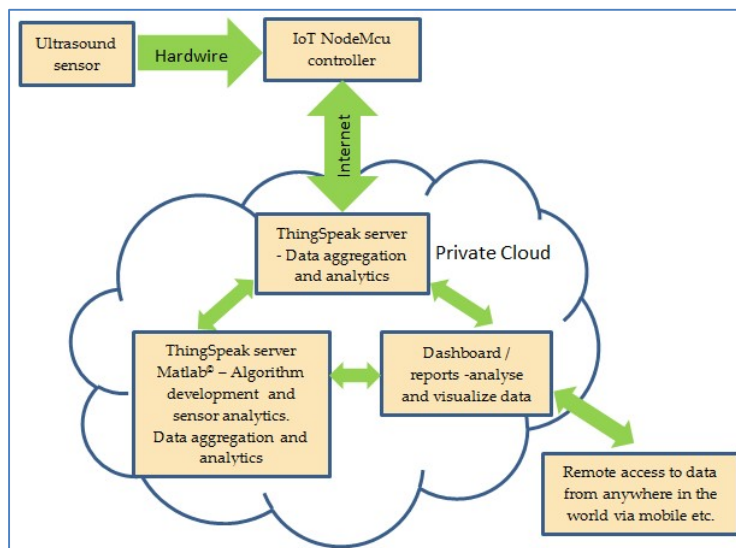 Ultrasound
sensor
Hardwire
IoT NodeMcu
controller
Internet
ThingSpeak server
- Data aggregation
and analytics
Private Cloud
ThingSpeak server
Matlab© – Algorithm
development and
sensor analytics.
Data aggregation and
analytics
Dashboard /
reports -analyse
and visualize data
Remote access to data
from anywhere in the
world via mobile etc.